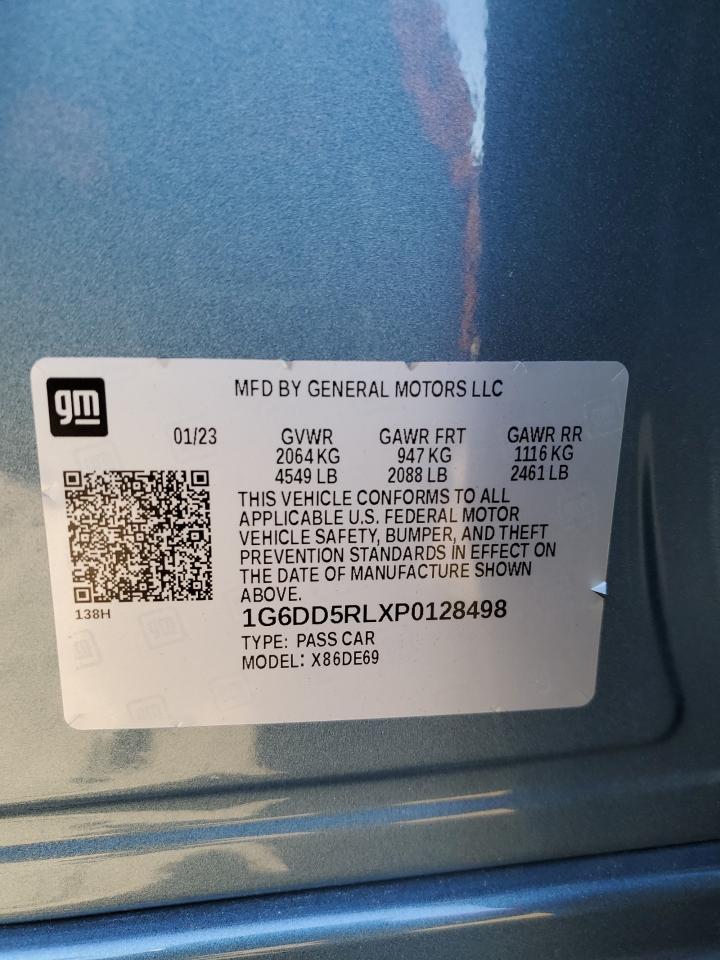 gm
MFD BY GENERAL MOTORS LLC
01/23 GVWR GAWR FRT GAWR RR
2064 KG 947 KG 1116 KG
4549 LB 2088 LB 2461 LB
THIS VEHICLE CONFORMS TO ALL
APPLICABLE U.S. FEDERAL MOTOR
VEHICLE SAFETY, BUMPER, AND THEFT
PREVENTION STANDARDS IN EFFECT ON
THE DATE OF MANUFACTURE SHOWN
ABOVE.
138H
1G6DD5RLXP0128498
TYPE: PASS CAR
MODEL: X86DE69